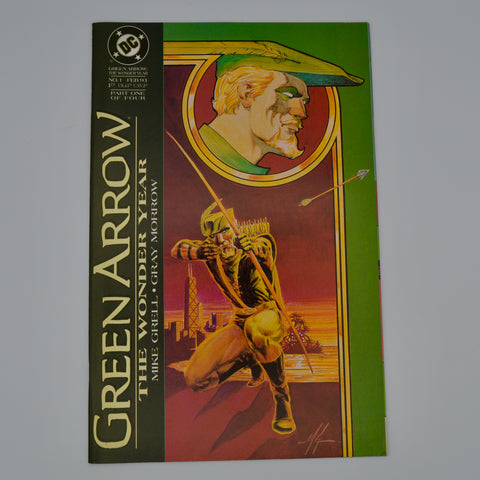 DC
GREEN ARROW:
THE WONDER YEAR
NO. 1 FEB 93
PART ONE
OF FOUR
GREEN ARROW
THE WONDER YEAR
MIKE GRELL • GRAY MORROW